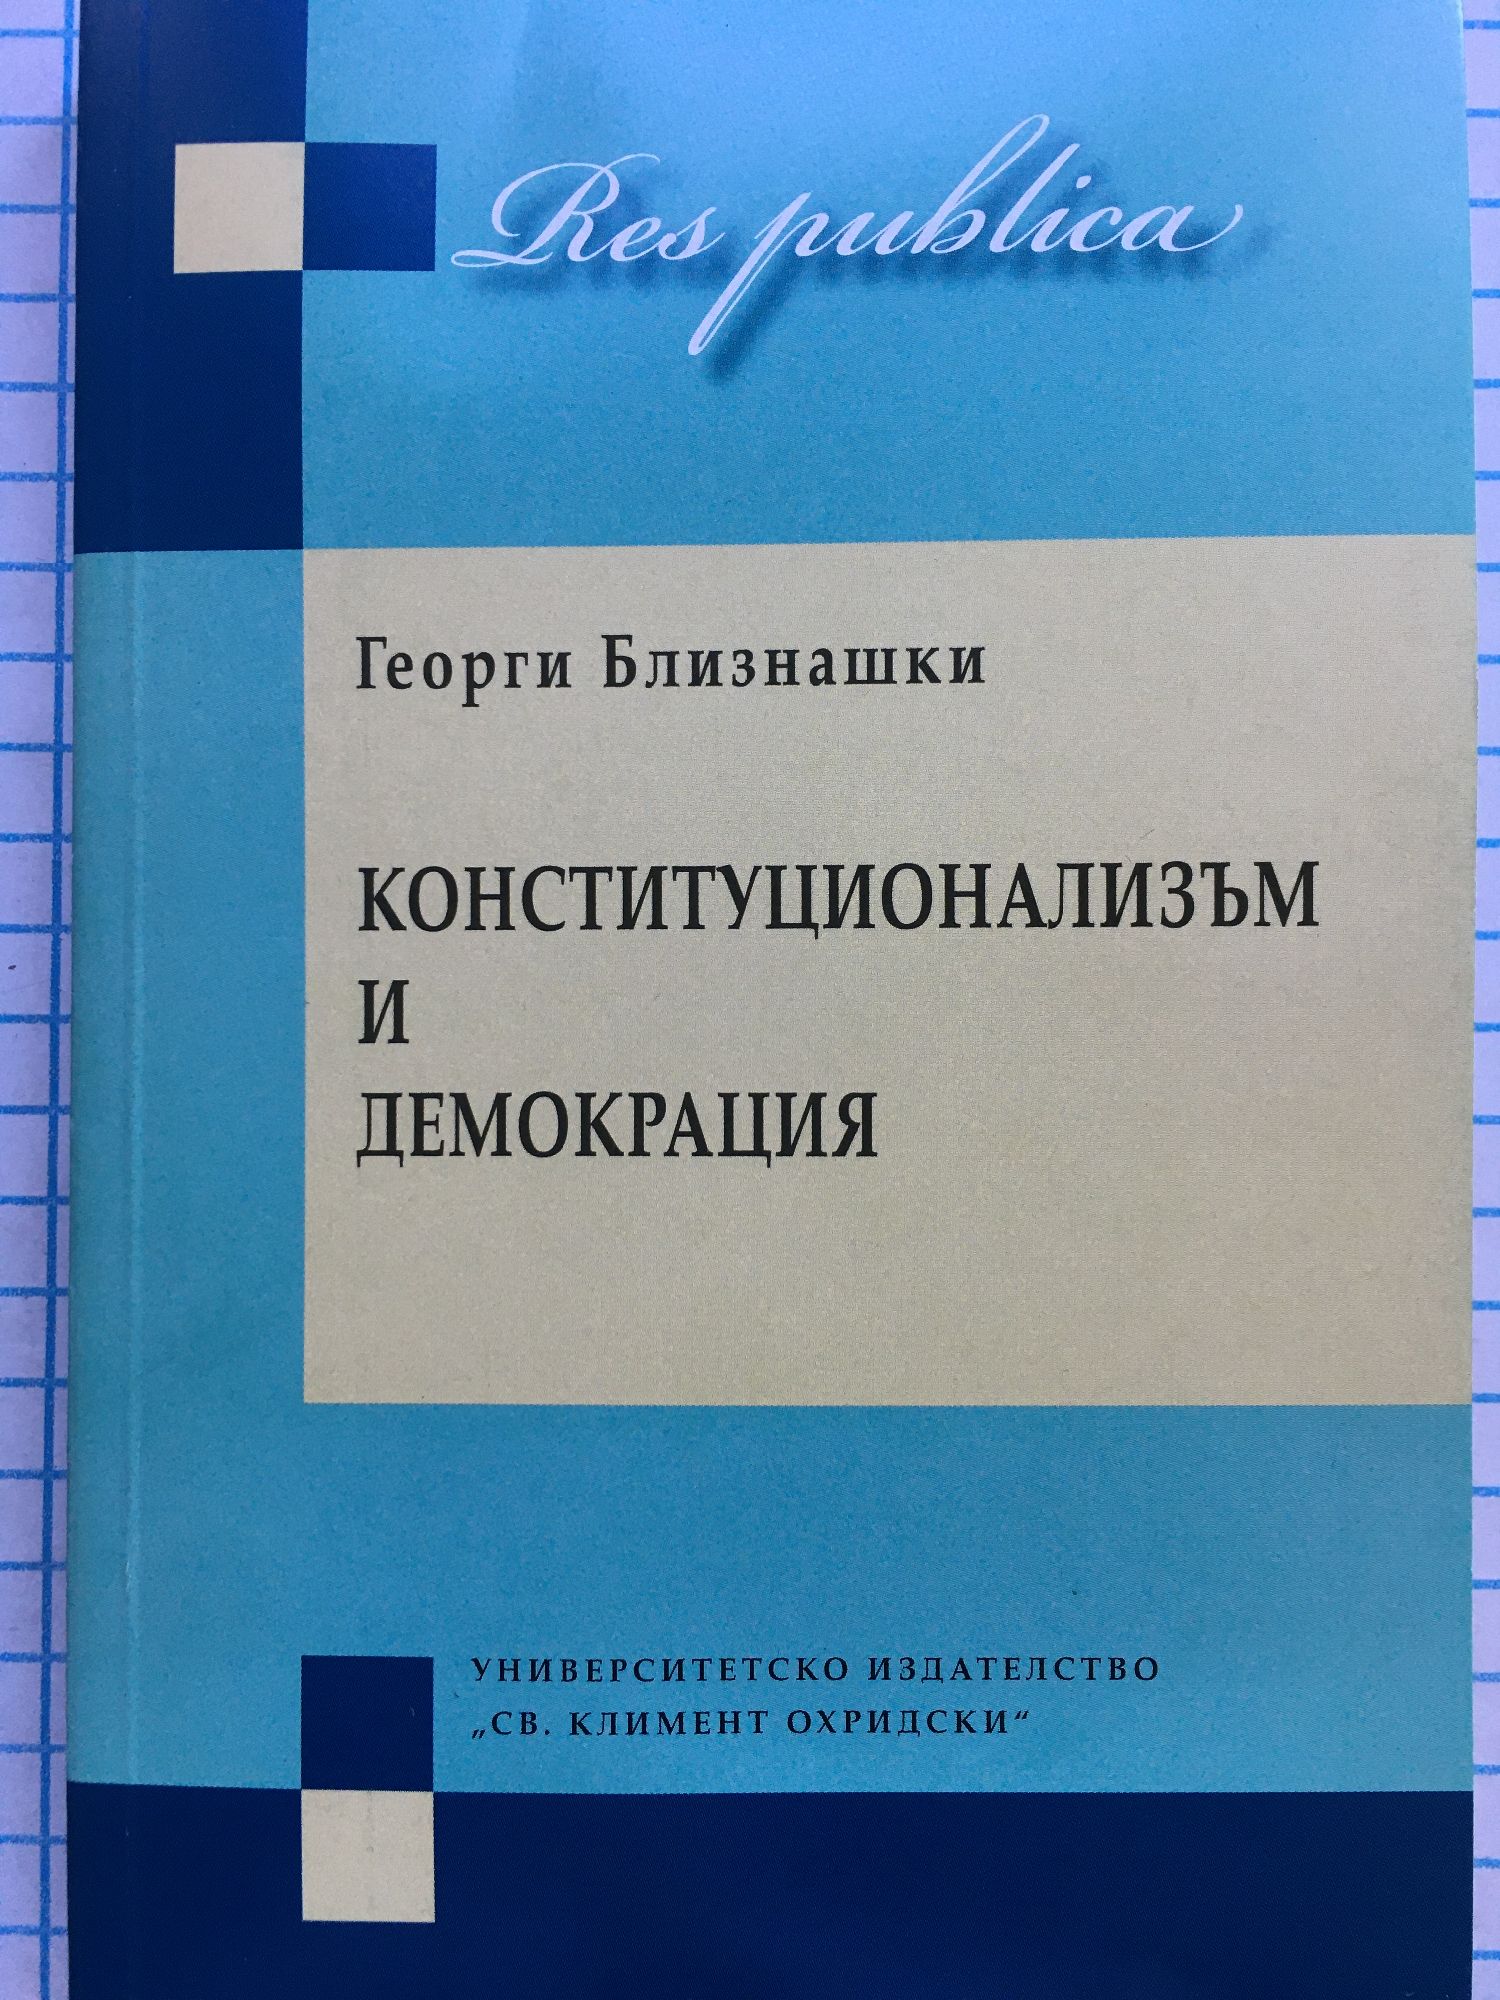 Res publica
Георги Близнашки
КОНСТИТУЦИОНАЛИЗЪМ
И
ДЕМОКРАЦИЯ
УНИВЕРСИТЕТСКО ИЗДАТЕЛСТВО
„СВ. КЛИМЕНТ ОХРИДСКИ“